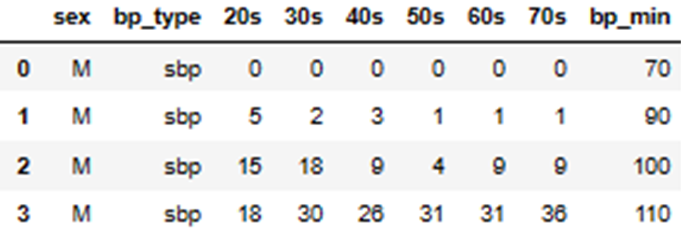 sex bp_type 20s 30s 40s 50s 60s 70s bp_min
0 M sbp 0 0 0 0 0 0 70
1 M sbp 5 2 3 1 1 1 90
2 M sbp 15 18 9 4 9 9 100
3 M sbp 18 30 26 31 31 36 110